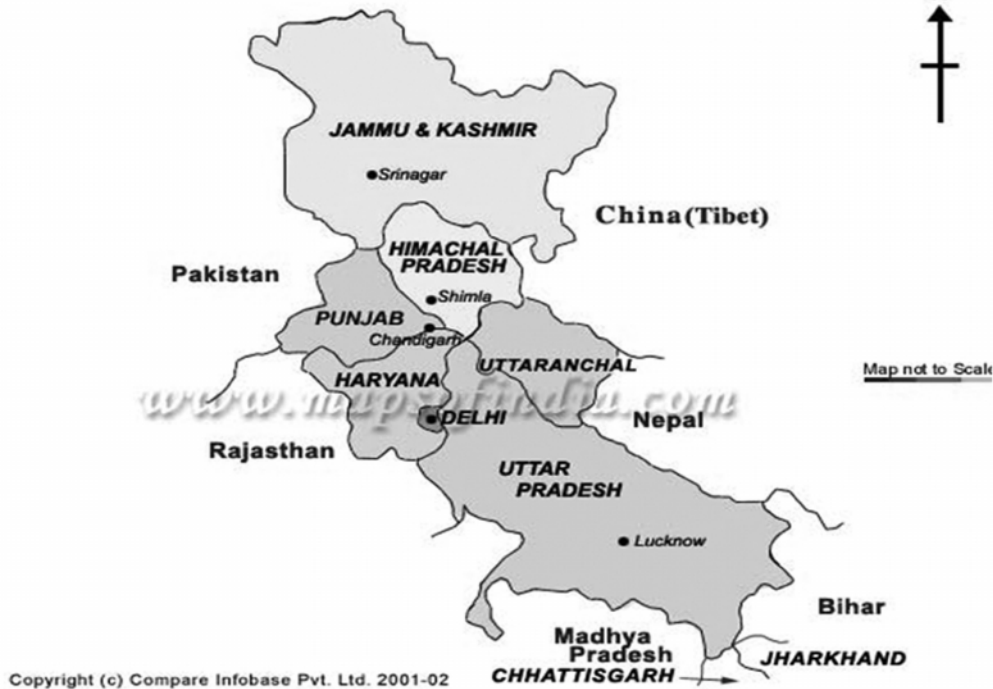 JAMMU & KASHMIR
Srinagar
China (Tibet)
HIMACHAL
PRADESH
Pakistan
Shimla
PUNJAB
Chandigarh
UTTARANCHAL
Map not to Scale
HARYANA
www.mapsofindia.com
DELHI
Nepal
Rajasthan
UTTAR
PRADESH
Lucknow
Bihar
Madhya
Pradesh
JHARKHAND
CHHATTISGARH
Copyright (c) Compare Infobase Pvt. Ltd. 2001-02